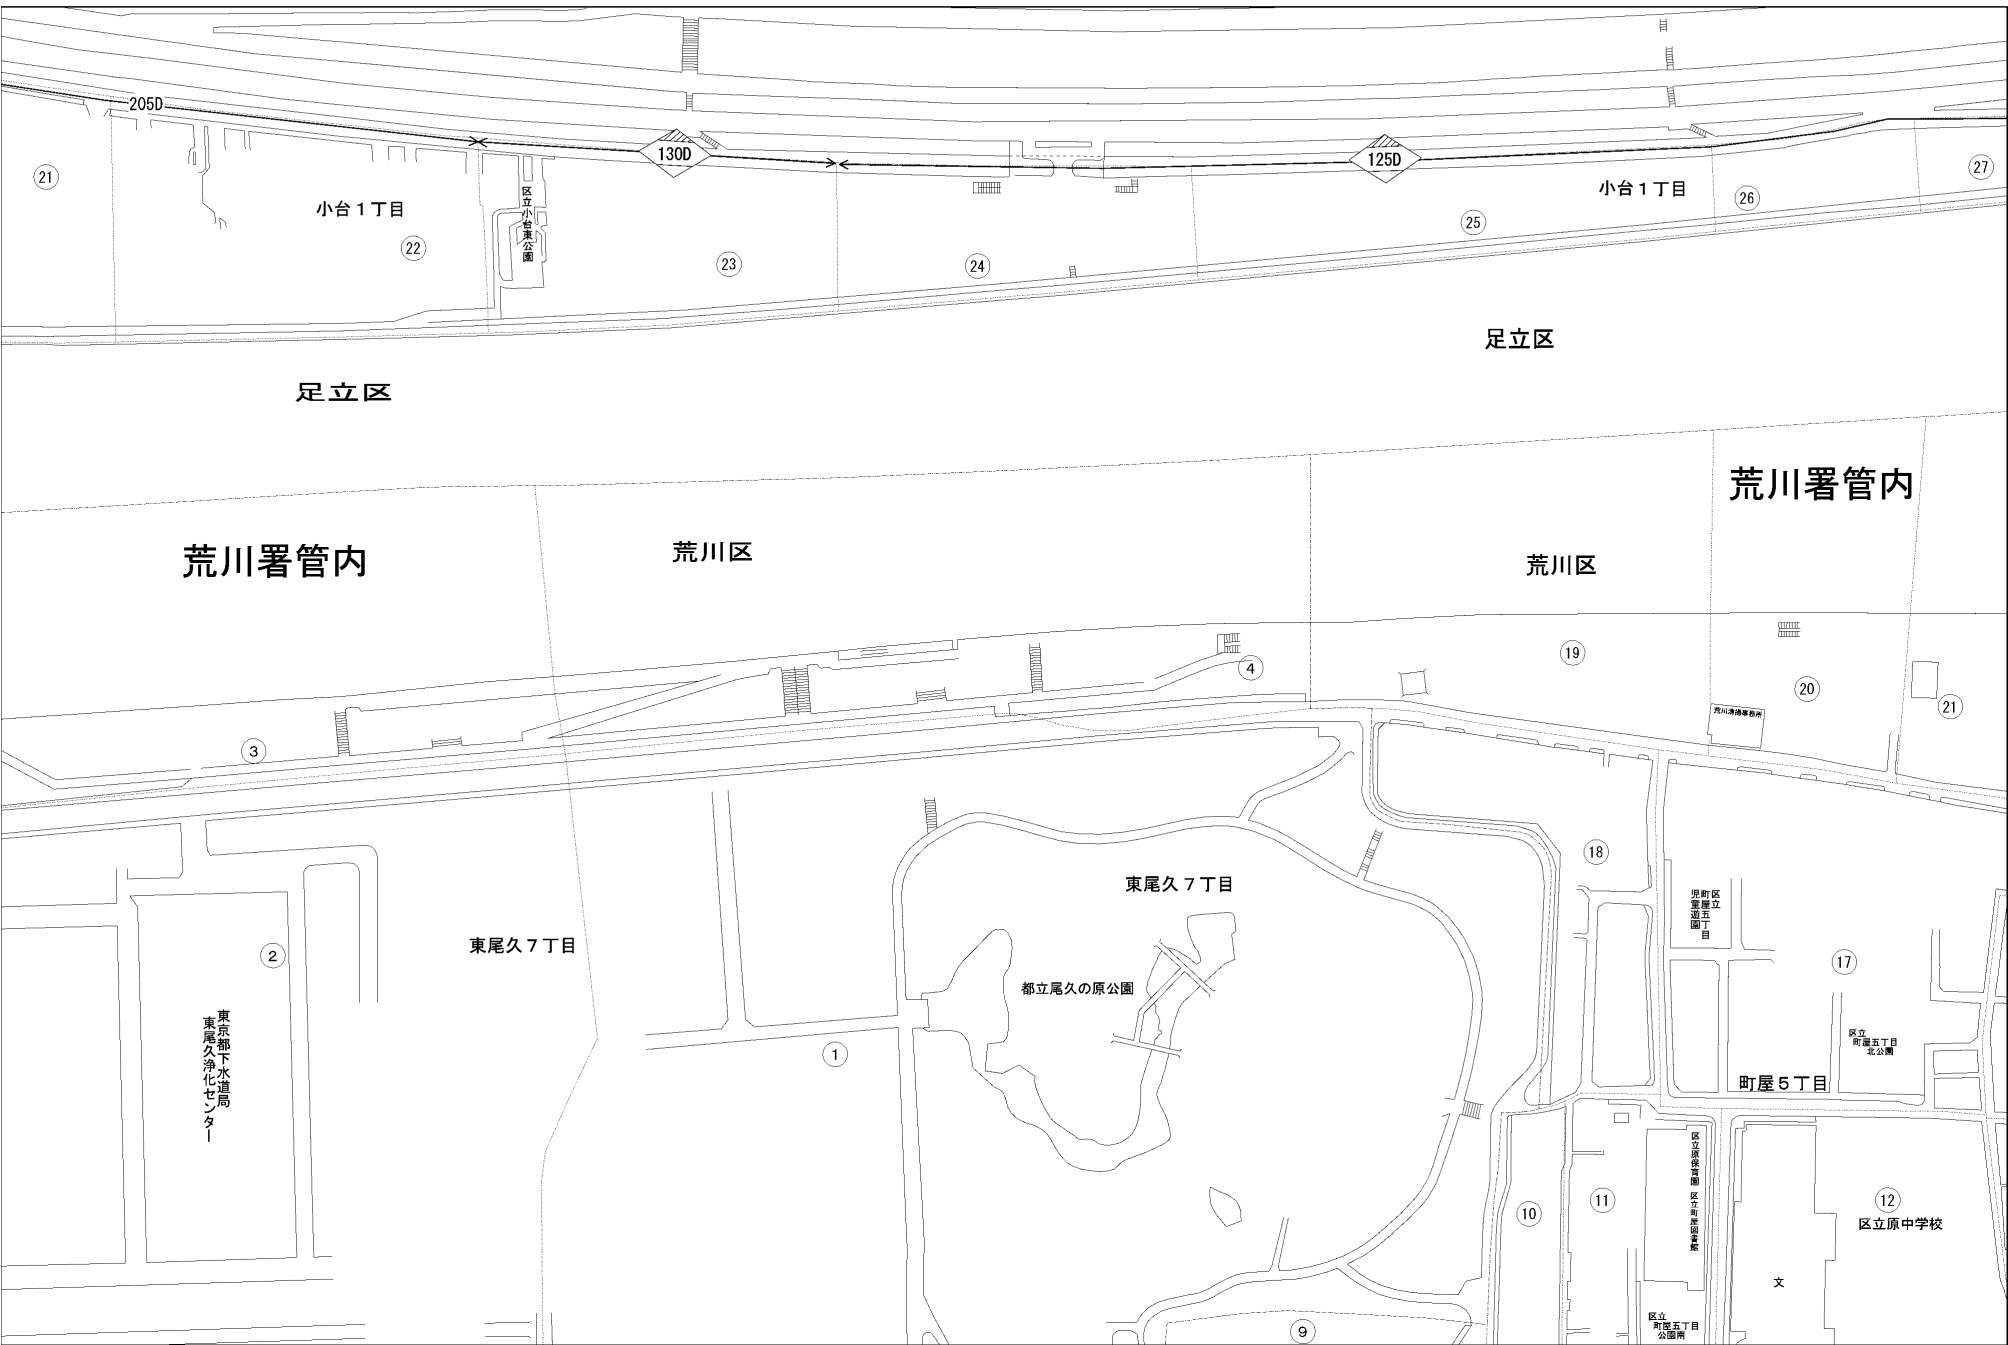 205D
130D
125D
21
小台1丁目
22
区立小台東公園
23
24
25
小台1丁目
26
27
足立区
足立区
荒川署管内
荒川署管内
荒川区
荒川区
3
4
19
20
荒川清掃事務所
21
2
東尾久7丁目
東京都下水道局
東尾久浄化センター
東尾久7丁目
都立尾久の原公園
1
18
区立
町屋五丁目
児童遊園
17
区立
町屋五丁目
北公園
町屋5丁目
10
11
区立原保育園
区立町屋図書館
12
区立原中学校
文
区立
町屋五丁目
公園南
9